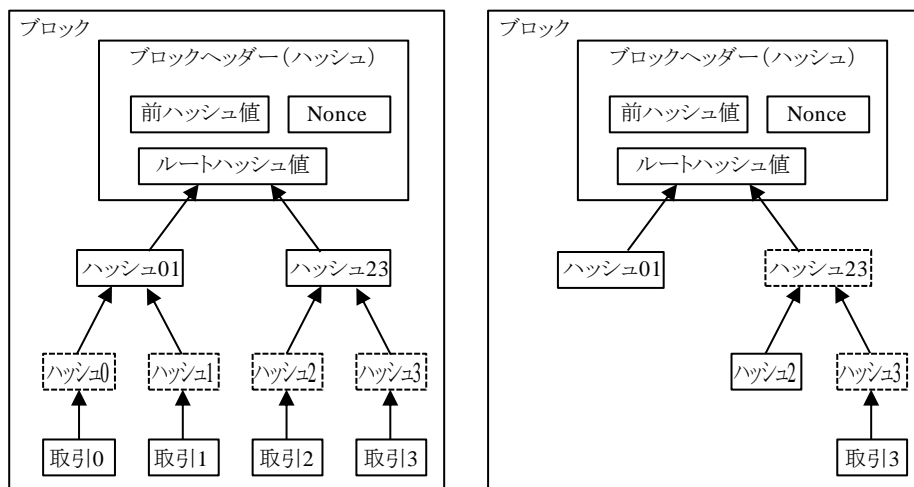 ブロック
ブロックヘッダー(ハッシュ)
前ハッシュ値
Nonce
ルートハッシュ値
ハッシュ01
ハッシュ23
ハッシュ0
ハッシュ1
ハッシュ2
ハッシュ3
取引0
取引1
取引2
取引3
ブロック
ブロックヘッダー(ハッシュ)
前ハッシュ値
Nonce
ルートハッシュ値
ハッシュ01
ハッシュ23
ハッシュ2
ハッシュ3
取引3